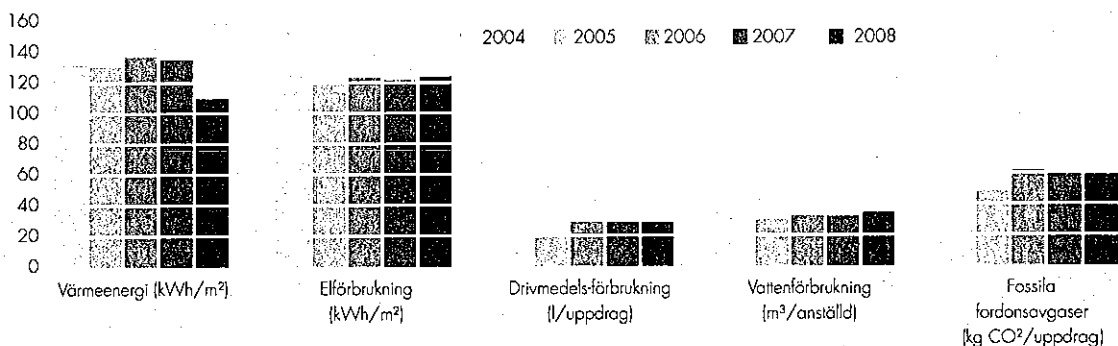 160
140
120
100
80
60
40
20
0
2004 2005 2006 2007 2008
Värmeenergi (kWh/m²)
Elförbrukning
(kWh/m²)
Drivmedels-förbrukning
(l/uppdrag)
Vattenförbrukning
(m³/anställd)
Fossila
fordonsavgaser
(kg CO²/uppdrag)